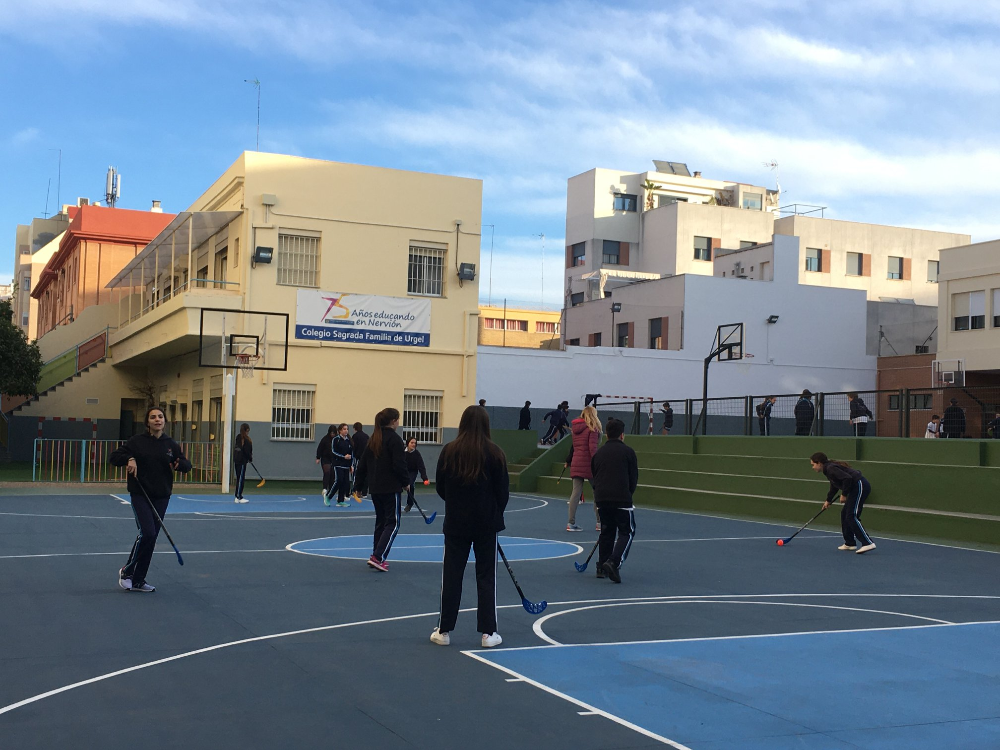 75 Años educando
en Nervión
Colegio Sagrada Familia de Urgel